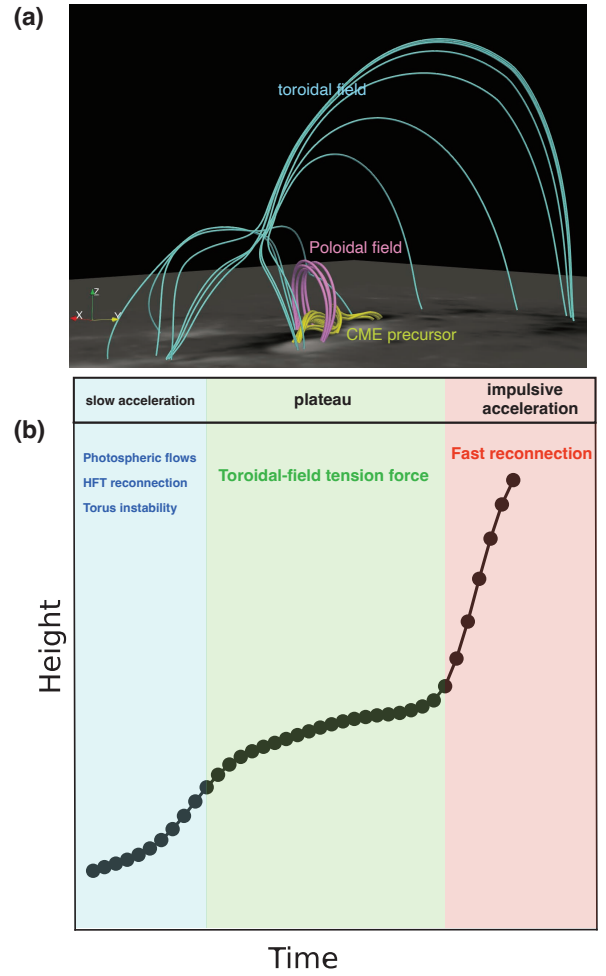 (a)
toroidal field
Poloidal field
CME precursor
Z
X
Y
(b)
slow acceleration
plateau
impulsive
acceleration
Photospheric flows
HFT reconnection
Torus instability
Toroidal-field tension force
Fast reconnection
Height
Time